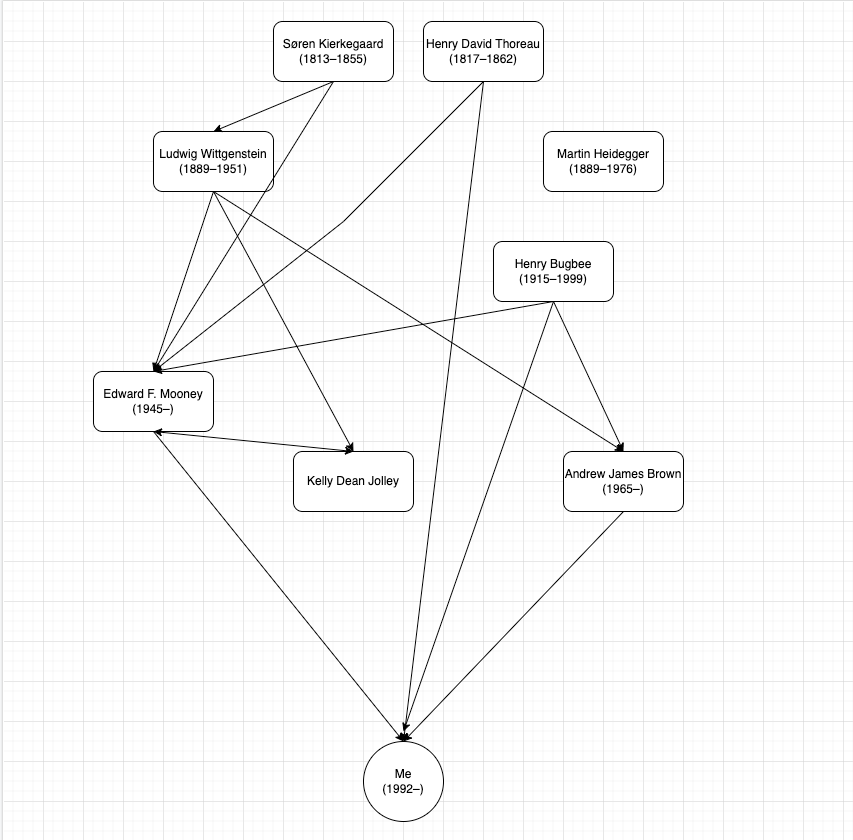 Søren Kierkegaard
(1813–1855)
Henry David Thoreau
(1817–1862)
Ludwig Wittgenstein
(1889–1951)
Martin Heidegger
(1889–1976)
Henry Bugbee
(1915–1999)
Edward F. Mooney
(1945–)
Kelly Dean Jolley
Andrew James Brown
(1965–)
Me
(1992–)